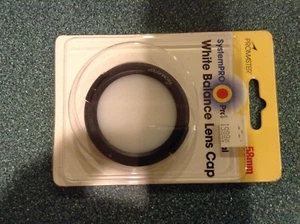 PROMASTER
SystemPRO
White Balance Lens Cap
58mm